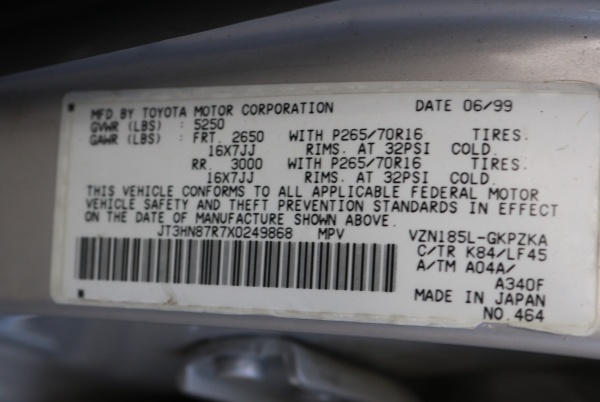 MFD BY TOYOTA MOTOR CORPORATION DATE 06/99
GVWR (LBS) : 5250
GAWR (LBS) : FRT. 2650 WITH P265/70R16 TIRES.
16X7JJ RIMS. AT 32PSI COLD.
RR. 3000 WITH P265/70R16 TIRES.
16X7JJ RIMS. AT 32PSI COLD.
THIS VEHICLE CONFORMS TO ALL APPLICABLE FEDERAL MOTOR
VEHICLE SAFETY AND THEFT PREVENTION STANDARDS IN EFFECT
ON THE DATE OF MANUFACTURE SHOWN ABOVE.
JT3HN87R7X0249868 MPV VZN185L-GKPZKA
C/TR K84/LF45
A/TM A04A/
A340F
MADE IN JAPAN
NO.464